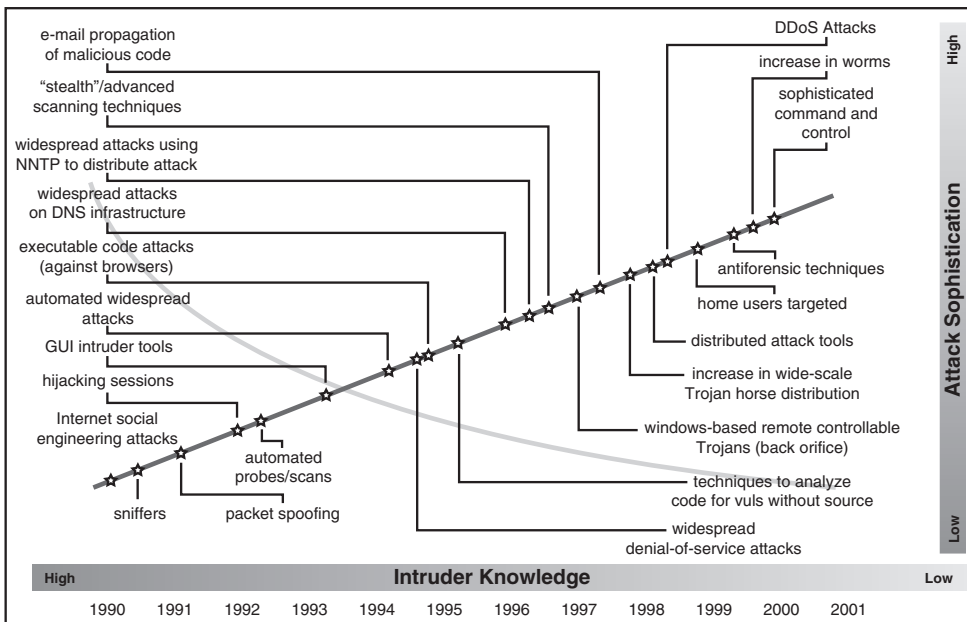 e-mail propagation
of malicious code
“stealth”/advanced
scanning techniques
widespread attacks using
NNTP to distribute attack
widespread attacks
on DNS infrastructure
executable code attacks
(against browsers)
automated widespread
attacks
GUI intruder tools
hijacking sessions
Internet social
engineering attacks
sniffers
packet spoofing
automated
probes/scans
DDoS Attacks
increase in worms
sophisticated
command and
control
antiforensic techniques
home users targeted
distributed attack tools
increase in wide-scale
Trojan horse distribution
windows-based remote controllable
Trojans (back orifice)
techniques to analyze
code for vuls without source
widespread
denial-of-service attacks
High
Attack Sophistication
Low
High
Intruder Knowledge
Low
1990 1991 1992 1993 1994 1995 1996 1997 1998 1999 2000 2001